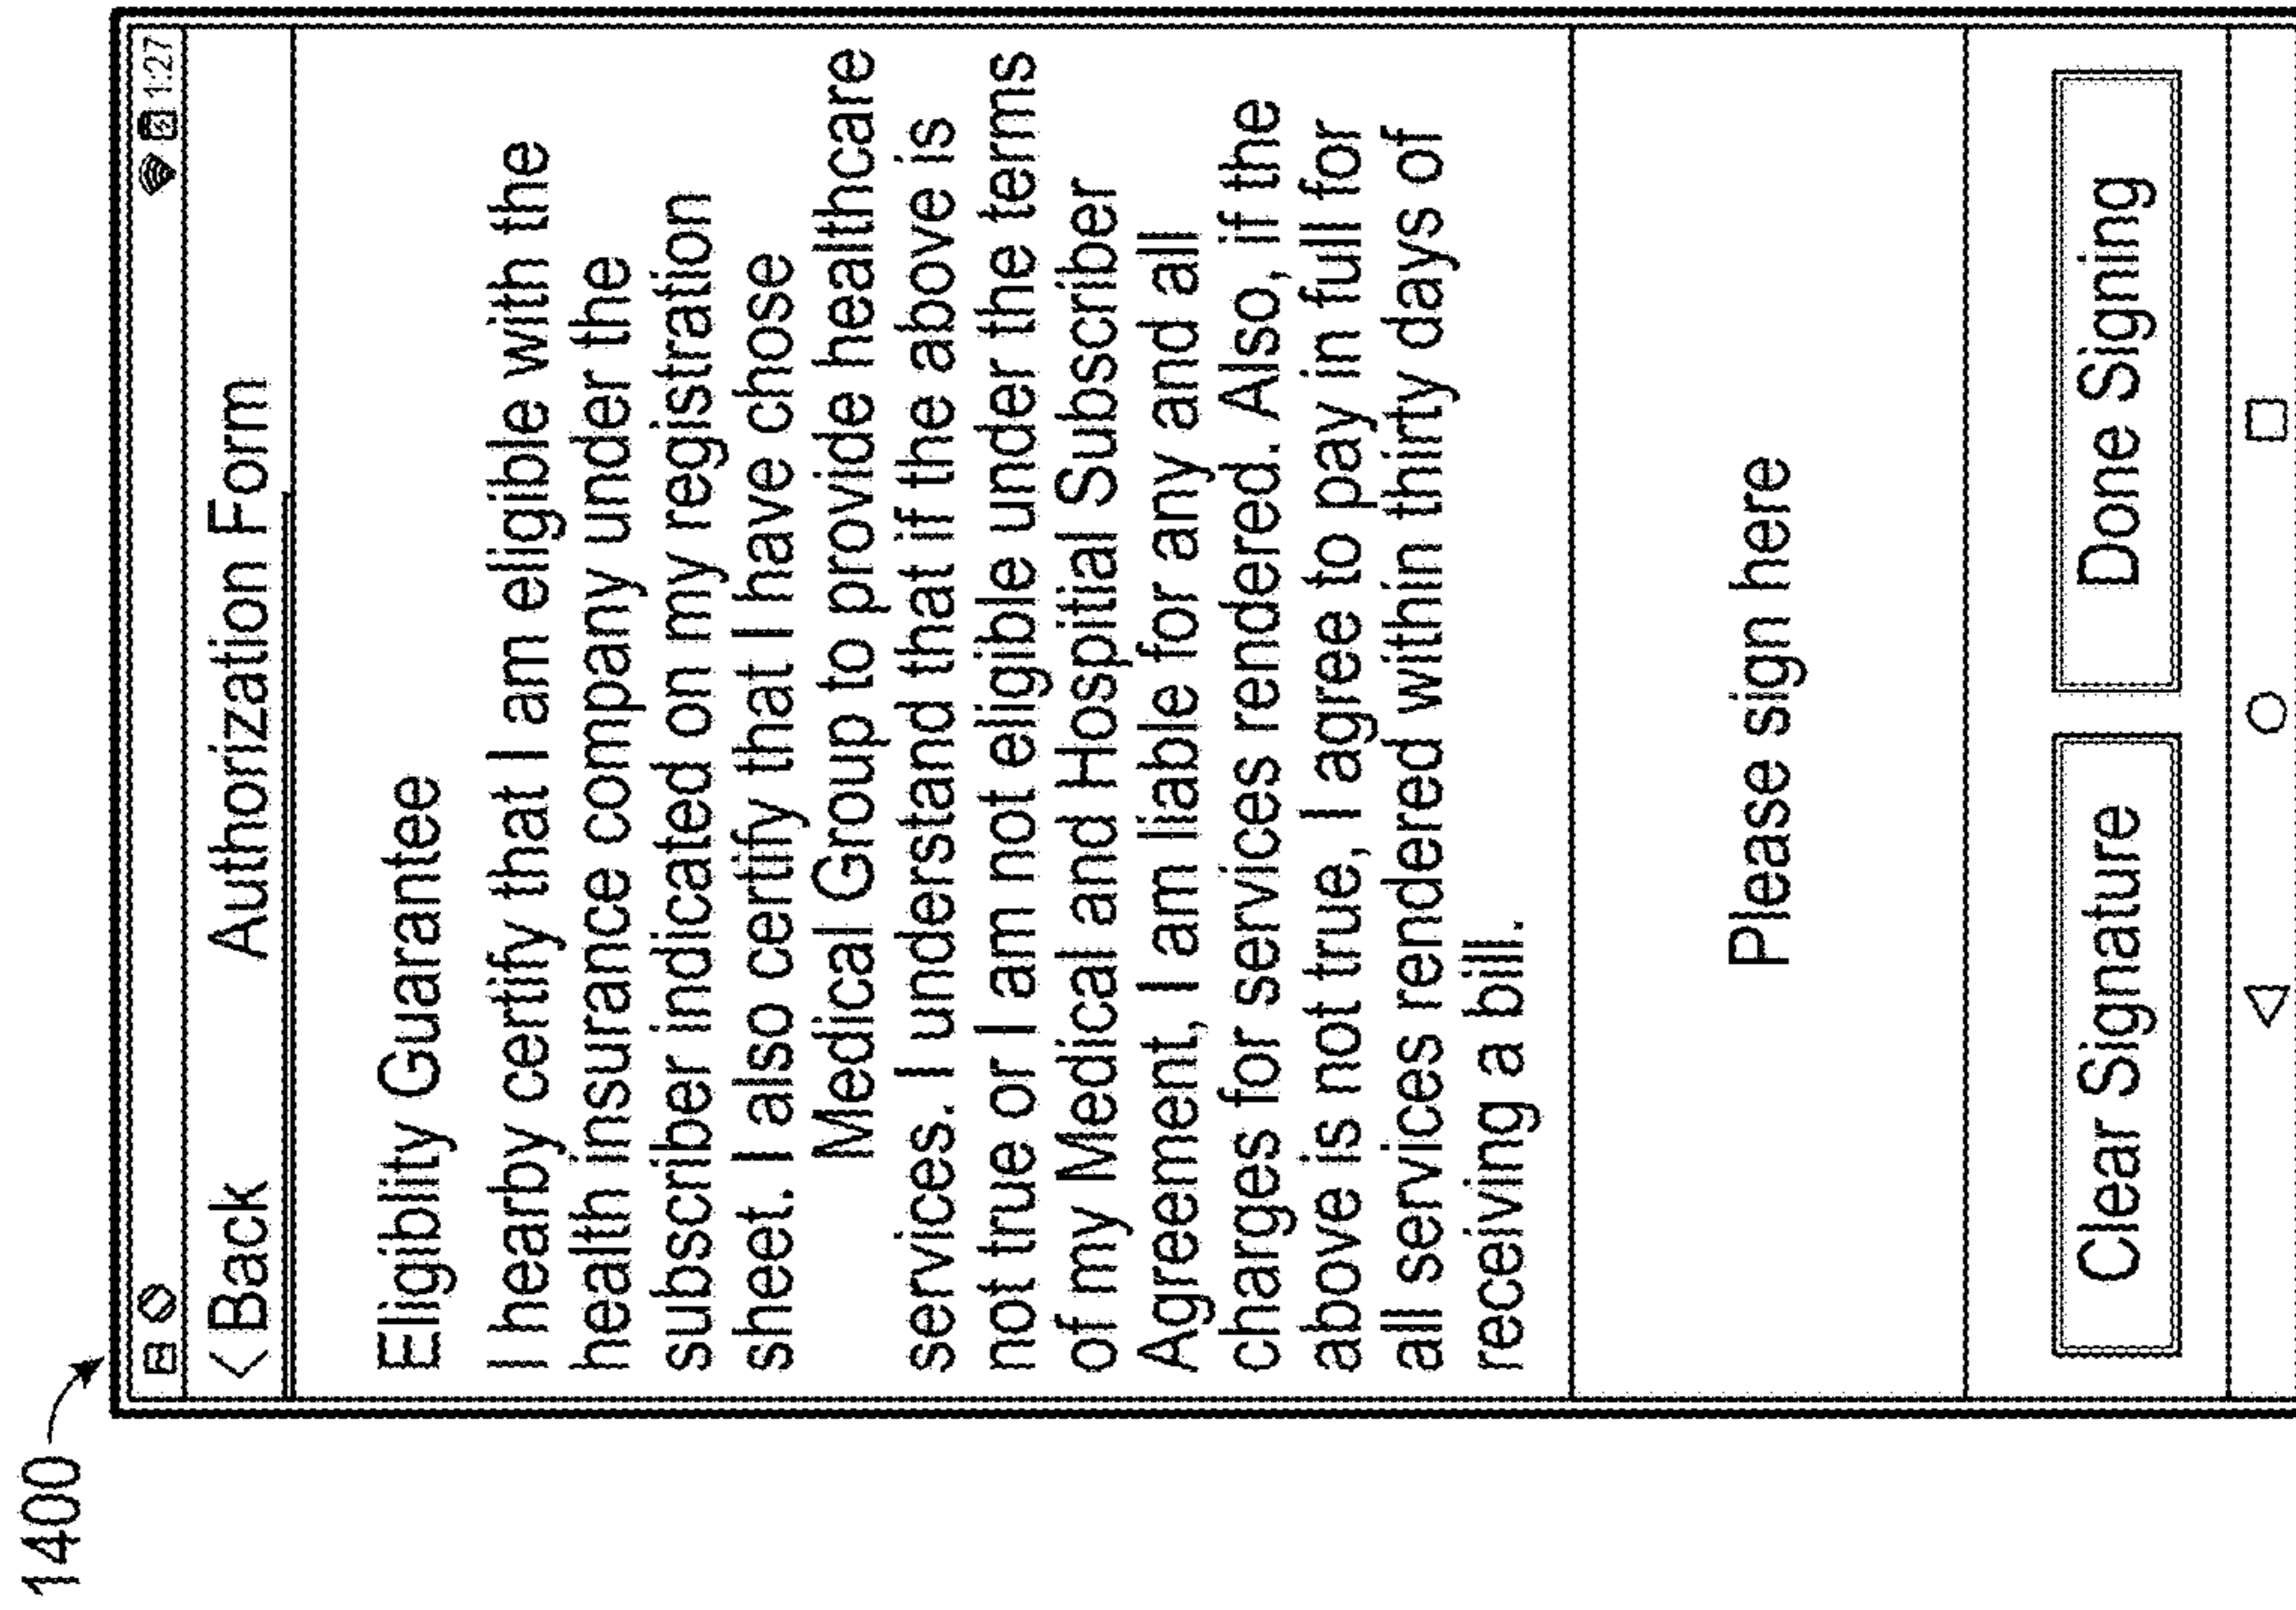 1400
1:27
< Back Authorization Form
Eligiblity Guarantee
I hearby certify that I am eligible with the
health insurance company under the
subscriber indicated on my registration
sheet. I also certify that I have chose
Medical Group to provide healthcare
services. I understand that if the above is
not true or I am not eligible under the terms
of my Medical and Hospitial Subscriber
Agreement, I am liable for any and all
charges for services rendered. Also, if the
above is not true, I agree to pay in full for
all services rendered within thirty days of
receiving a bill.
Please sign here
Clear Signature Done Signing